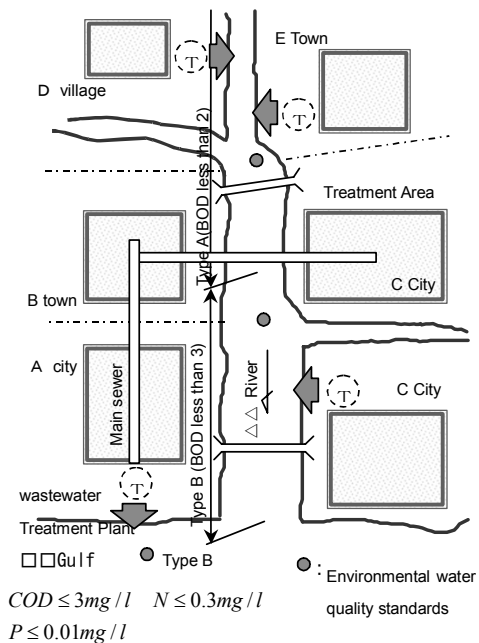 E Town
T
D village
T
Type A(BOD less than 2)
Treatment Area
C City
B town
A city
Main sewer
Type B (BOD less than 3)
River
△△
T
C City
T
wastewater
Treatment Plant
□□Gulf
Type B
: Environmental water
quality standards
COD ≤ 3mg / l N ≤ 0.3mg / l
P ≤ 0.01mg / l